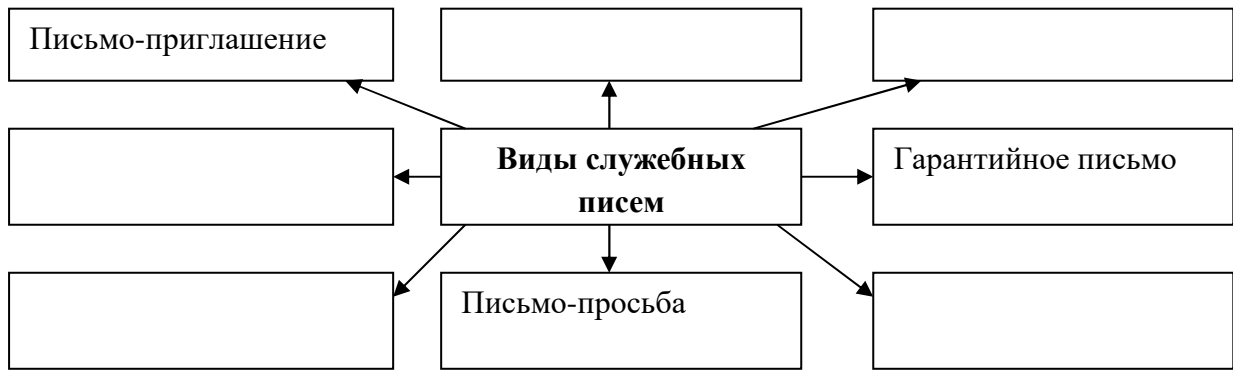 Письмо-приглашение
Виды служебных
писем
Гарантийное письмо
Письмо-просьба